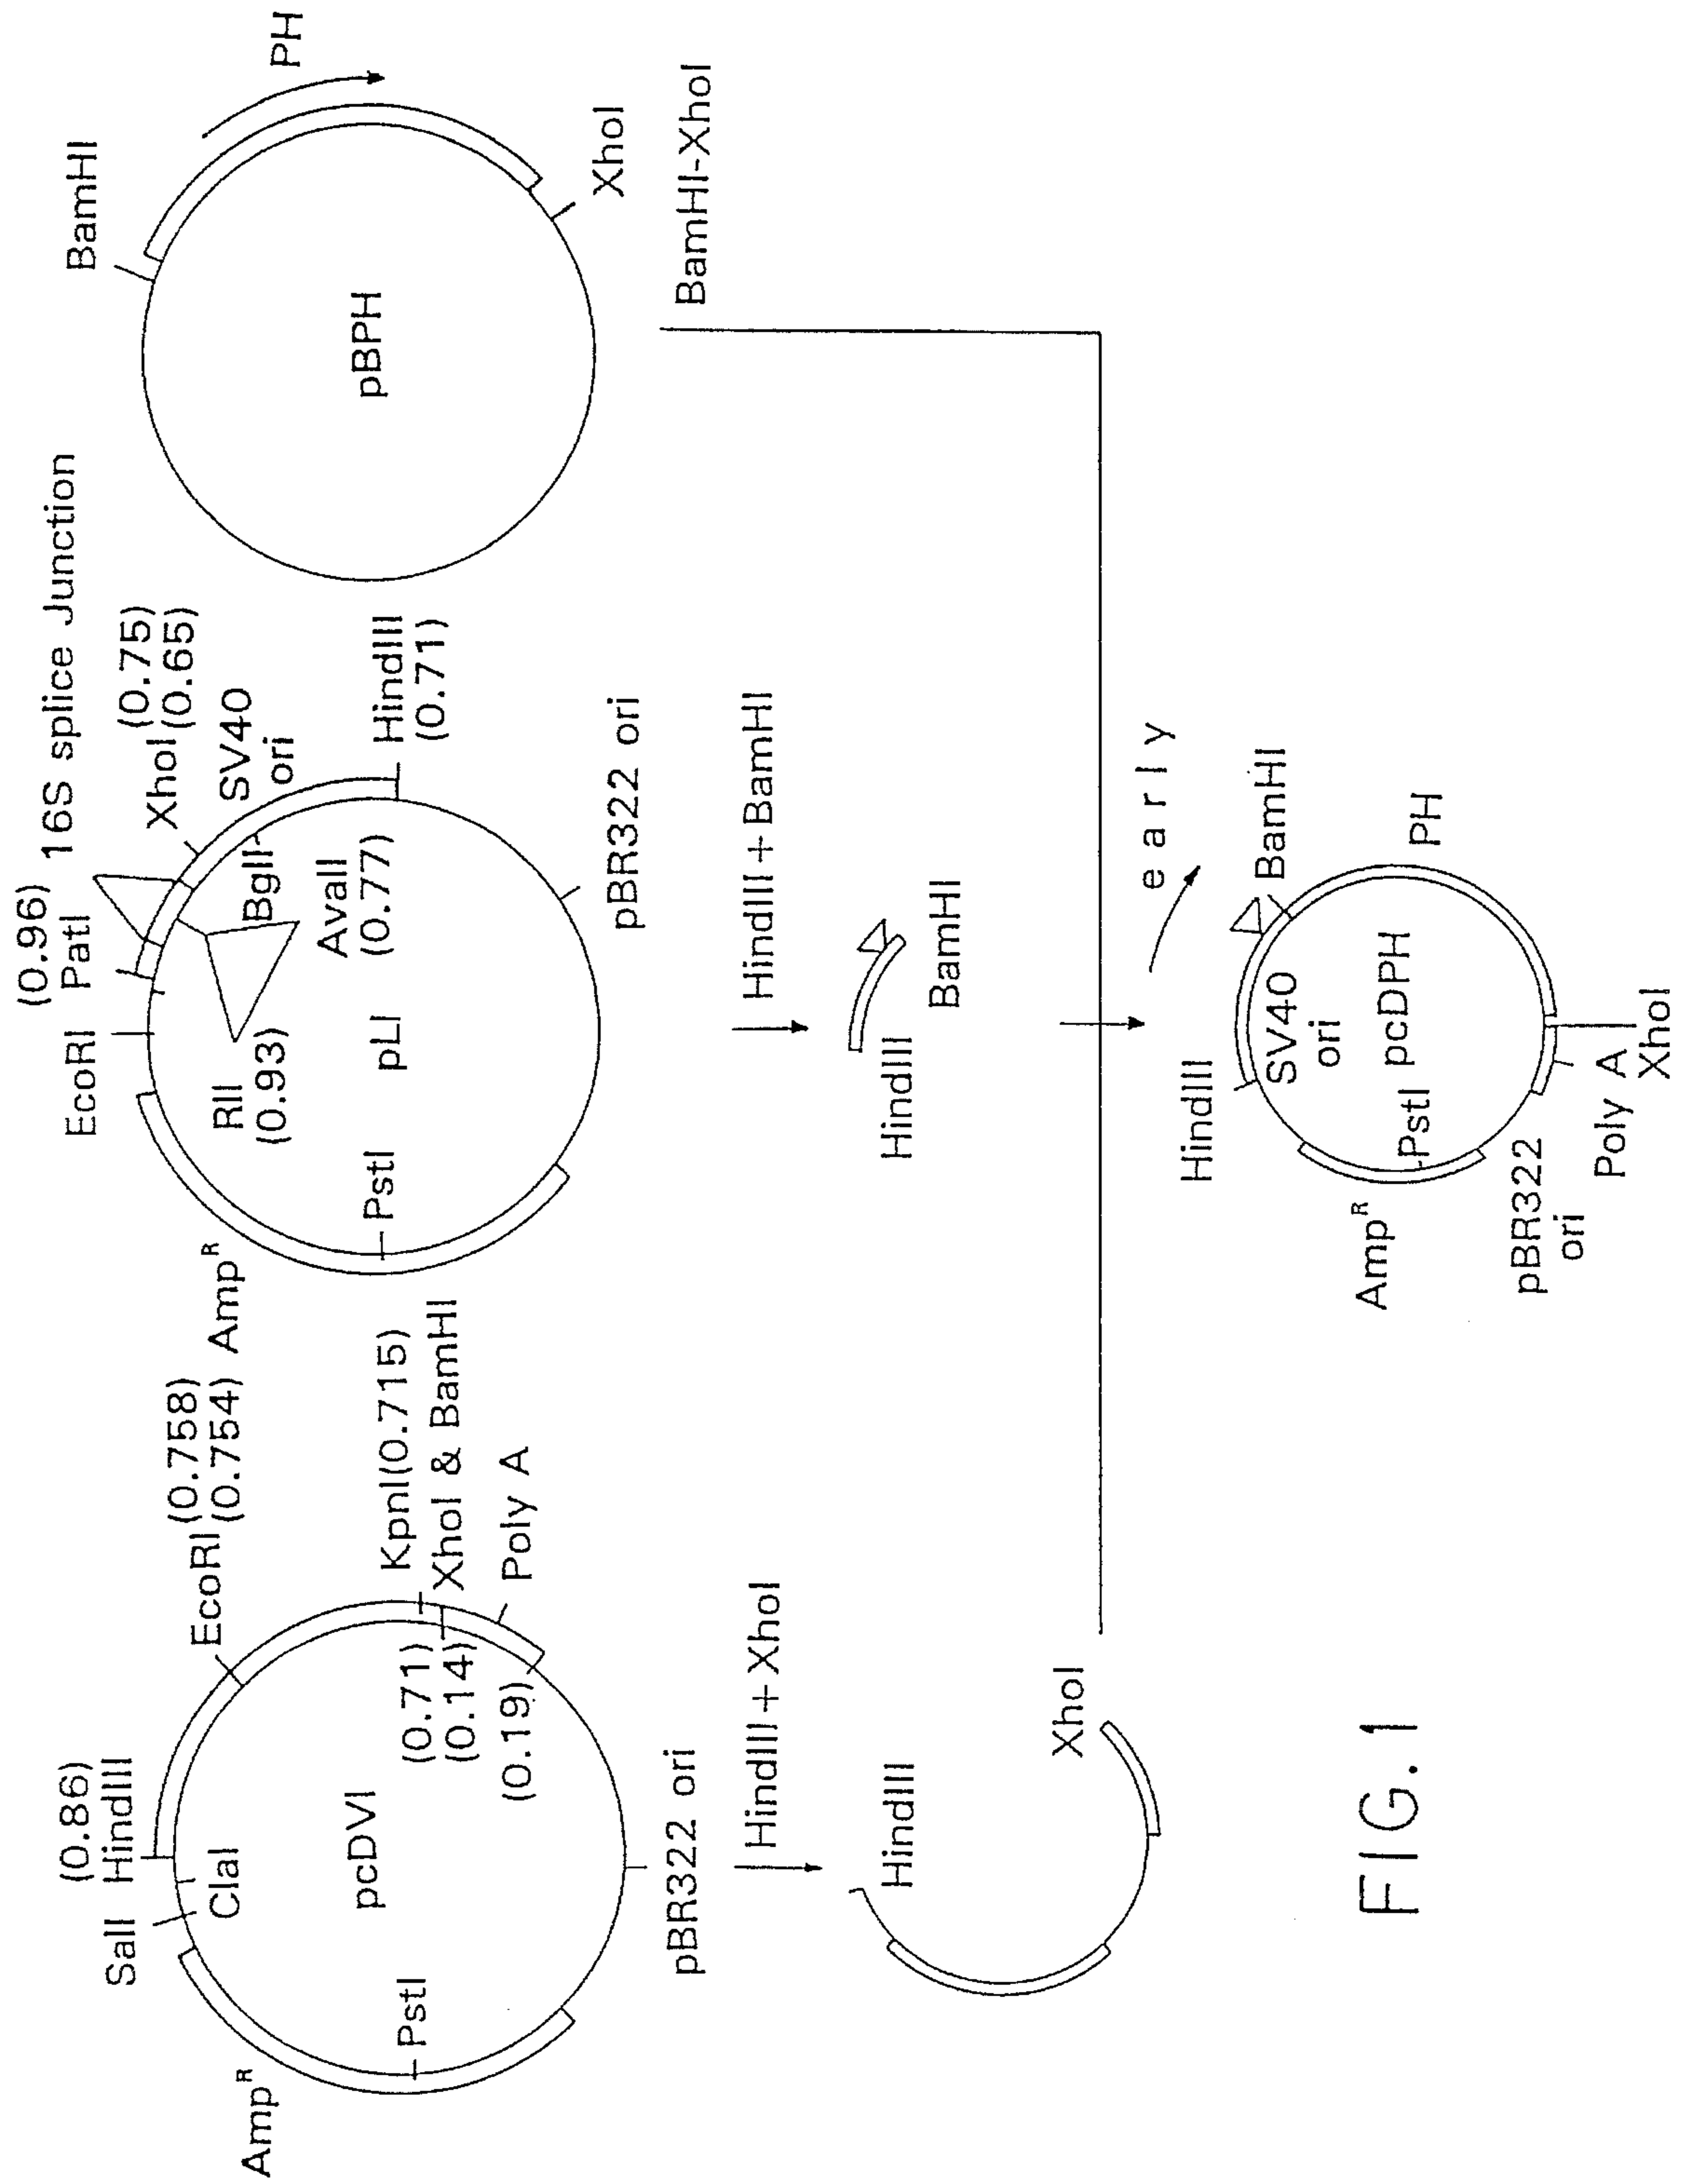 (0.86)
SalI HindIII
ClaI
EcoRI
(0.758)
(0.754)
Amp^R
PstI
pcDVI
KpnI(0.715)
XhoI & BamHI
(0.71)
(0.14)
(0.19)
Poly A
pBR322 ori
HindIII+XhoI
HindIII
XhoI
(0.96)
EcoRI PatI
16S splice Junction
XhoI
(0.75)
(0.65)
RII
(0.93)
BglI
SV40
ori
AvaII
(0.77)
HindIII
(0.71)
Amp^R
PstI
pLI
pBR322 ori
HindIII+BamHI
HindIII
BamHI
BamHI
PH
pBPH
XhoI
BamHI-XhoI
early
HindIII
BamHI
SV40
ori
Amp^R
PstI
pcDPH
PH
pBR322
ori
Poly A
XhoI
FIG. 1